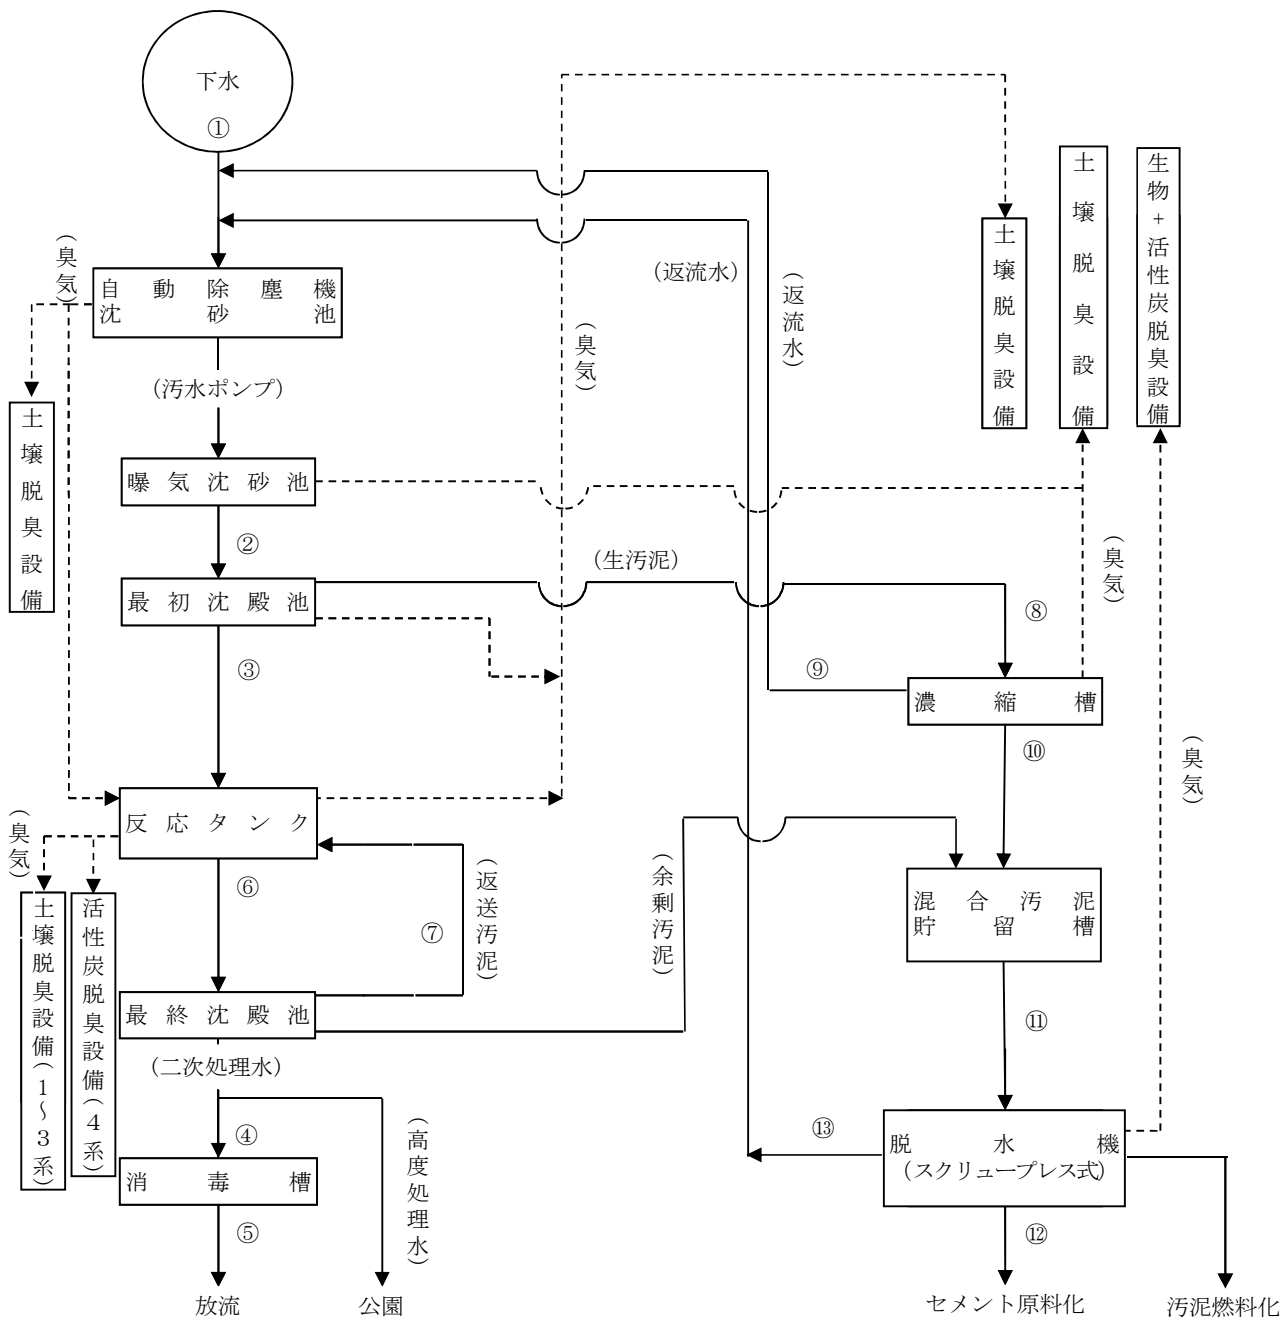 下水
①
(返流水)
(返流水)
(臭気)
自動除塵機
沈砂池
(汚水ポンプ)
土壌脱臭設備
曝気沈砂池
②
(生汚泥)
最初沈殿池
③
(臭気)
土壌脱臭設備
土壌脱臭設備
生物+活性炭脱臭設備
(臭気)
⑧
⑨
濃縮槽
⑩
(臭気)
反応タンク
(臭気)
⑥
⑦
(返送汚泥)
(余剰汚泥)
混合汚泥
貯留槽
土壌脱臭設備(1～3系)
活性炭脱臭設備(4系)
最終沈殿池
⑪
(二次処理水)
④
(高度処理水)
⑬
脱水機
(スクリュープレス式)
消毒槽
⑤
⑫
放流
公園
セメント原料化
汚泥燃料化